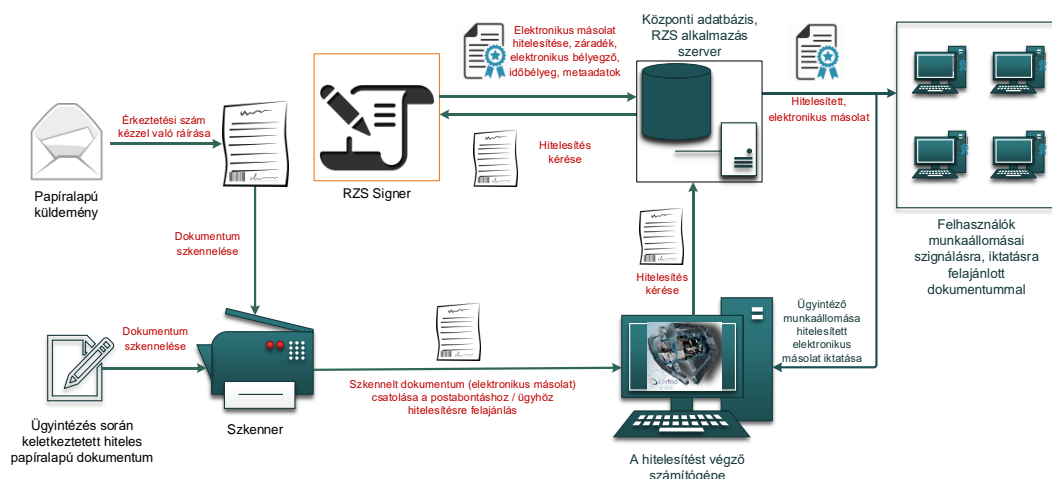 Elektronikus másolat
hitelesítése, záradék,
elektronikus bélyegző,
időbélyeg, metaadatok
Központi adatbázis,
RZS alkalmazás
szerver
Érkeztetési szám
kézzel való ráírása
Hitelesítés
kérése
Hitelesített,
elektronikus másolat
Papíralapú
küldemény
RZS Signer
Felhasználók
munkaállomásai
szignálásra, iktatásra
felajánlott
dokumentummal
Dokumentum
szkennelése
Hitelesítés
kérése
Ügyintéző
munkaállomása
hitelesített
elektronikus
másolat iktatása
Dokumentum
szkennelése
Szkennelt dokumentum (elektronikus másolat)
csatolása a postabontáshoz / ügyhöz
hitelesítésre felajánlás
Ügyintézés során
keletkeztetett hiteles
papíralapú dokumentum
Szkenner
A hitelesítést végző
számítógépe